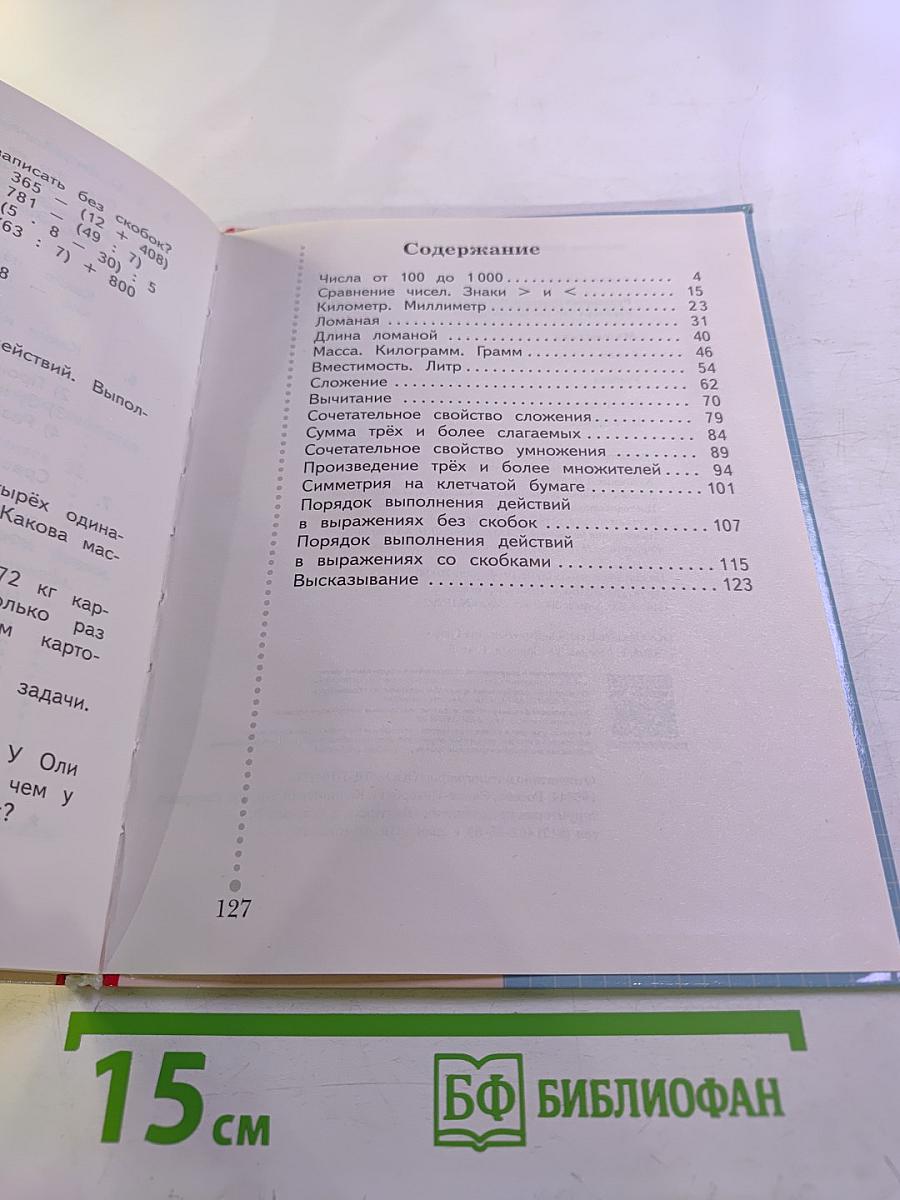 записать без скобок?
365 — (12 + 408)
781 — (49 : 7)
(5 · 8 — 30) : 5
(63 : 7) + 800
8
действий. Выпол-
тырёх одина-
Какова мас-
72 кг кар-
олько раз
м карто-
задачи.
У Оли
чем у
?
Содержание
Числа от 100 до 1 000.................... 4
Сравнение чисел. Знаки > и < ........... 15
Километр. Миллиметр....................... 23
Ломаная ................................... 31
Длина ломаной ............................ 40
Масса. Килограмм. Грамм .................. 46
Вместимость. Литр......................... 54
Сложение .................................. 62
Вычитание ................................. 70
Сочетательное свойство сложения........... 79
Сумма трёх и более слагаемых ............ 84
Сочетательное свойство умножения ......... 89
Произведение трёх и более множителей .... 94
Симметрия на клетчатой бумаге ............ 101
Порядок выполнения действий
в выражениях без скобок ................. 107
Порядок выполнения действий
в выражениях со скобками ................ 115
Высказывание ............................. 123
127
15 см
БФ БИБЛИОФАН